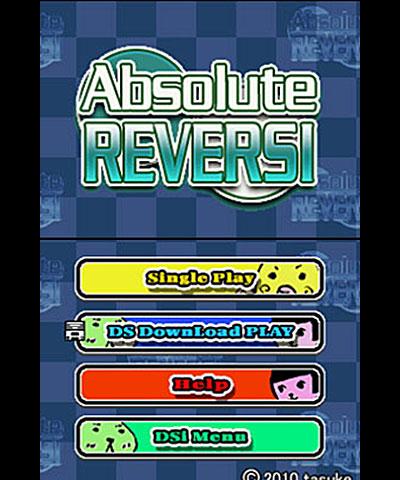 Absolute
REVERSI
Single Play
DS DownLoad PLAY
Help
DSi Menu
© 2010 tasuke